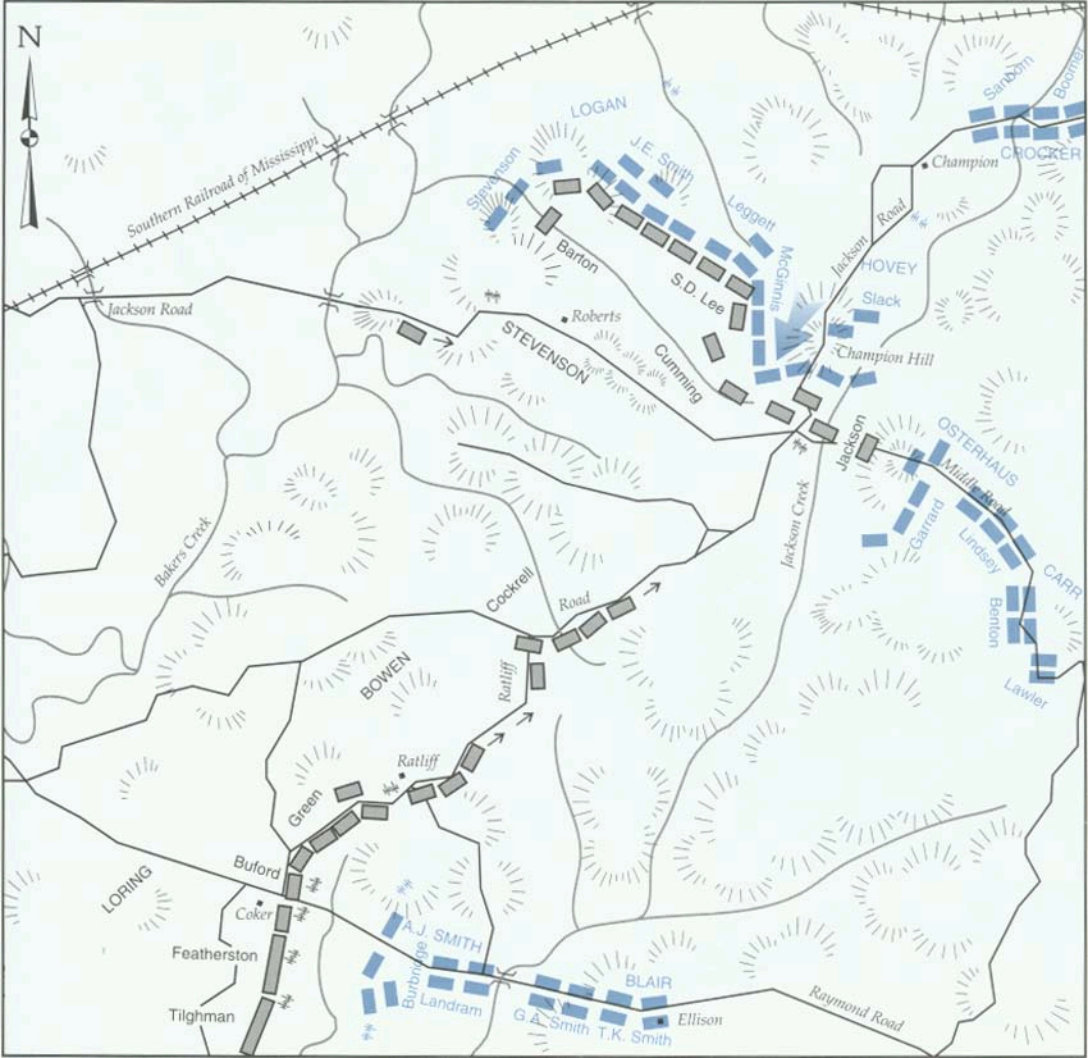 N
Southern Railroad of Mississippi
LOGAN
Stevenson
J.E. Smith
Leggett
McGinnis
Sanborn
Boomer
CROCKER
Champion
Jackson Road
HOVEY
Slack
Champion Hill
Barton
S.D. Lee
Cumming
Roberts
STEVENSON
Jackson Road
Jackson
OSTERHAUS
Middle Road
Garrard
Lindsey
CARR
Benton
Lawler
Jackson Creek
Bakers Creek
Cockrell
Ratliff Road
BOWEN
Ratliff
Green
Buford
LORING
Coker
Featherston
Tilghman
A.J. SMITH
Burbridge
Landram
BLAIR
G.A. Smith
T.K. Smith
Ellison
Raymond Road